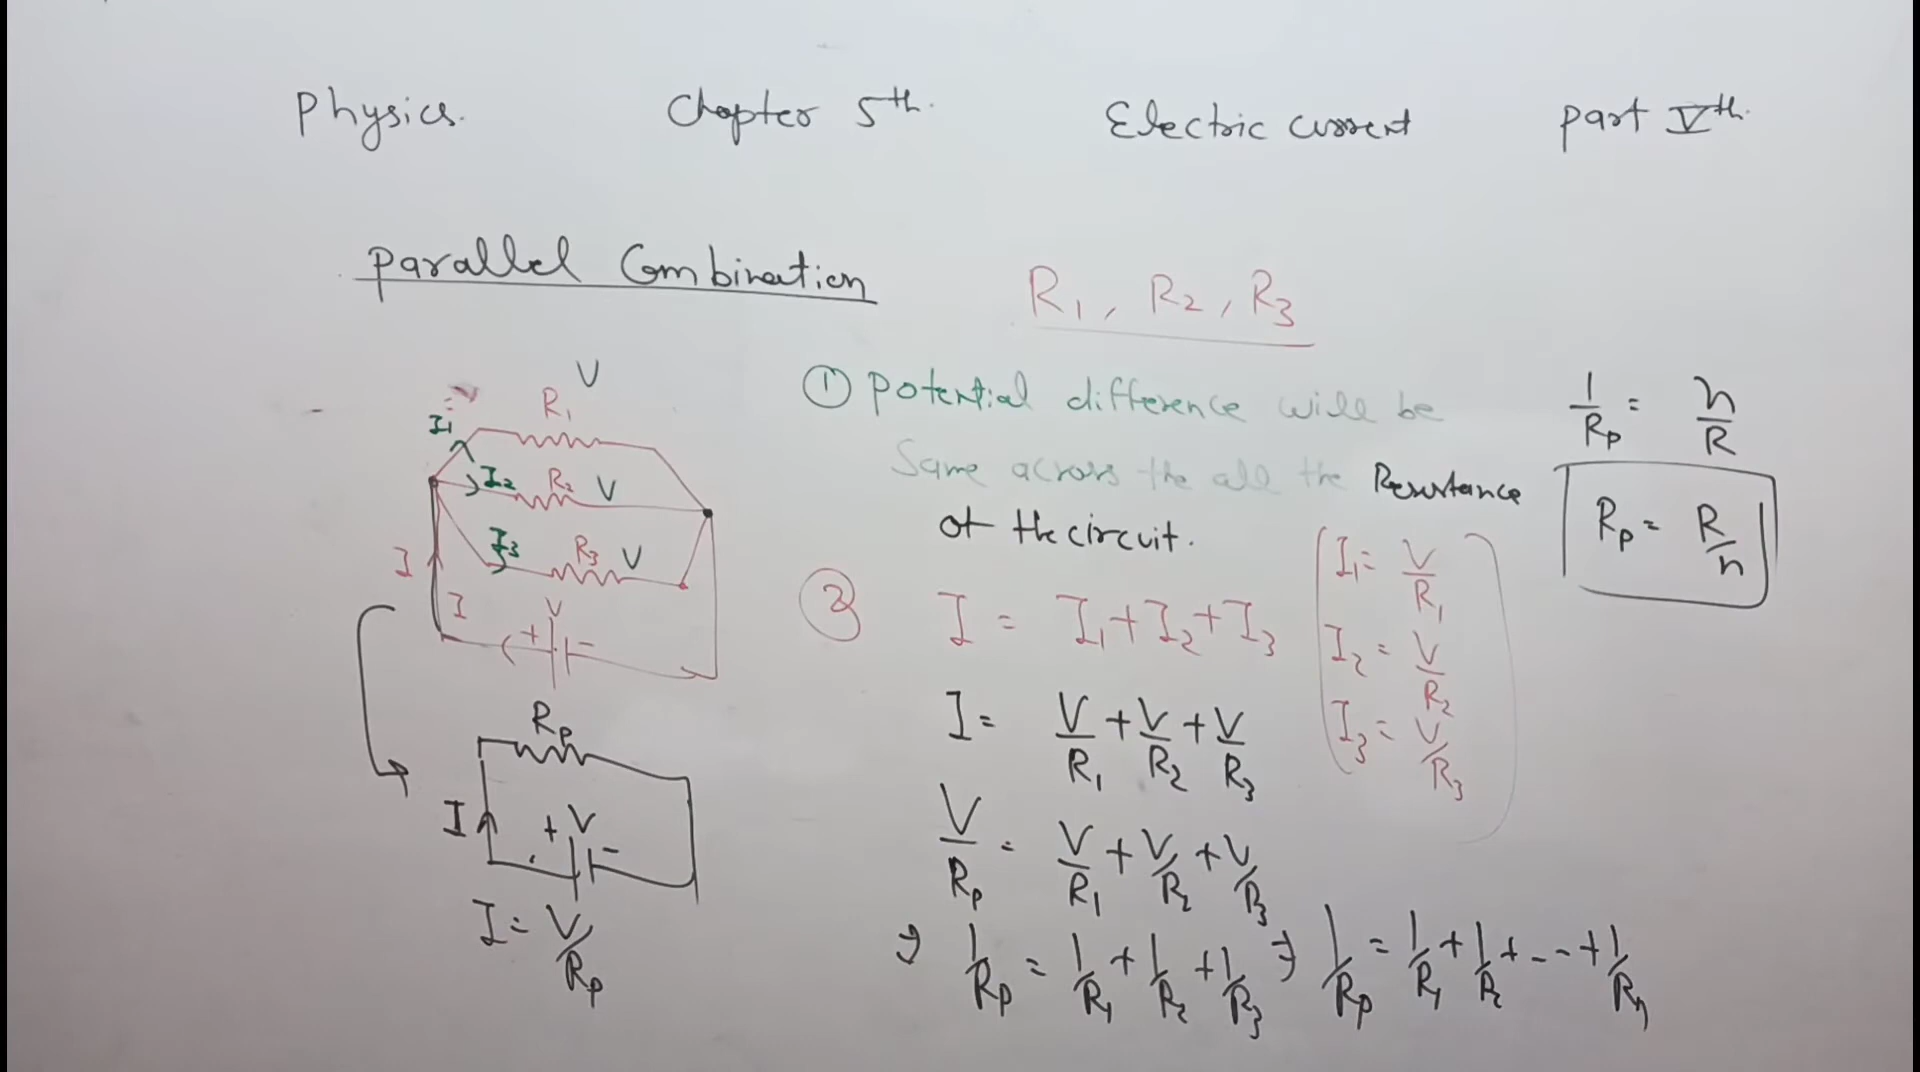 Physics. Chapter 5th. Electric current part Vth.
Parallel Combination
R1, R2, R3
V
R1
I1
I2 R2 V
I3 R3 V
I
I V
+ -
Rp
I + V -
I = V/Rp
① Potential difference will be
Same across the all the Resistance
of the circuit.
② I = I1 + I2 + I3
I = V/R1 + V/R2 + V/R3
V/Rp = V/R1 + V/R2 + V/R3
⇒ 1/Rp = 1/R1 + 1/R2 + 1/R3 ⇒ 1/Rp = 1/R1 + 1/R2 + --- + 1/Rn
I1 = V/R1
I2 = V/R2
I3 = V/R3
1/Rp = n/R
Rp = R/n